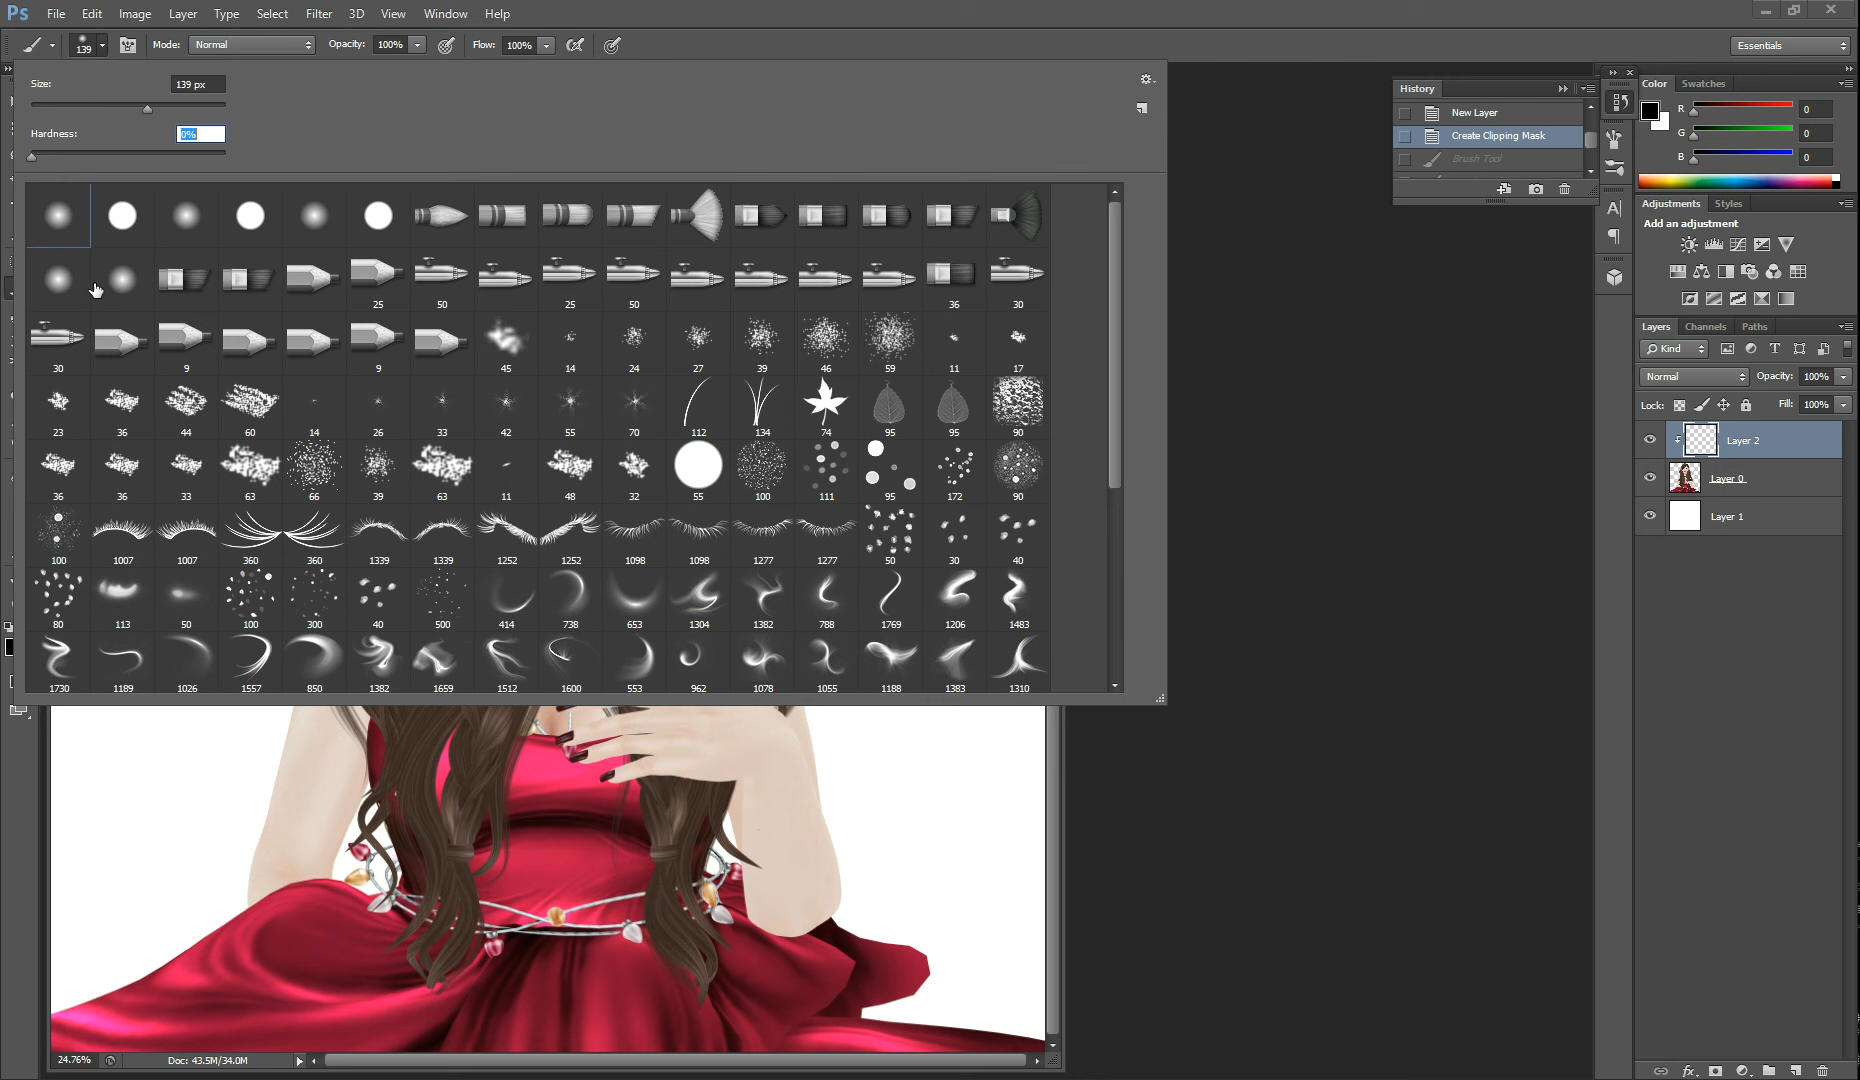 Ps File Edit Image Layer Type Select Filter 3D View Window Help
139 Mode: Normal Opacity: 100% Flow: 100% Essentials
Size: 139 px
Hardness: 0%
25 50 25 50 36 30
30 9 9 45 14 24 27 39 46 59 11 17
23 36 44 60 14 26 33 42 55 70 112 134 74 95 95 90
36 36 33 63 66 39 63 11 48 32 55 100 111 95 172 90
100 1007 1007 360 360 1339 1339 1252 1252 1098 1098 1277 1277 50 30 40
80 113 50 100 300 40 500 414 738 653 1304 1382 788 1769 1206 1483
1730 1189 1026 1557 850 1382 1659 1512 1600 553 962 1078 1055 1188 1383 1310
History
New Layer
Create Clipping Mask
Brush Tool
Color Swatches
R 0
G 0
B 0
Adjustments Styles
Add an adjustment
Layers Channels Paths
Kind
Normal Opacity: 100%
Lock: Fill: 100%
Layer 2
Layer 0
Layer 1
24.76% Doc: 43.5M/34.0M
fx